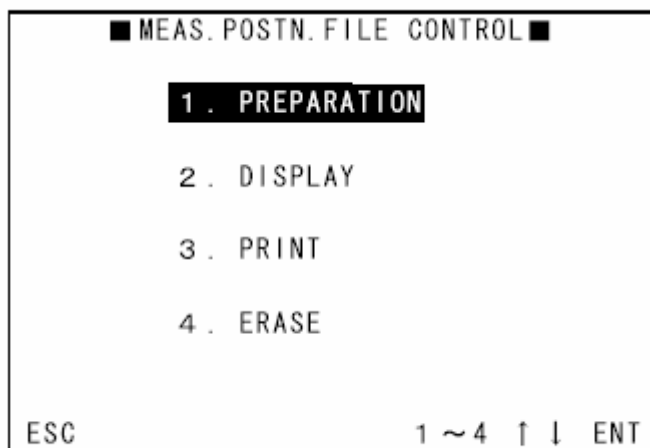 ■MEAS.POSTN.FILE CONTROL■
1. PREPARATION
2. DISPLAY
3. PRINT
4. ERASE
ESC 1～4 ↑ ↓ ENT